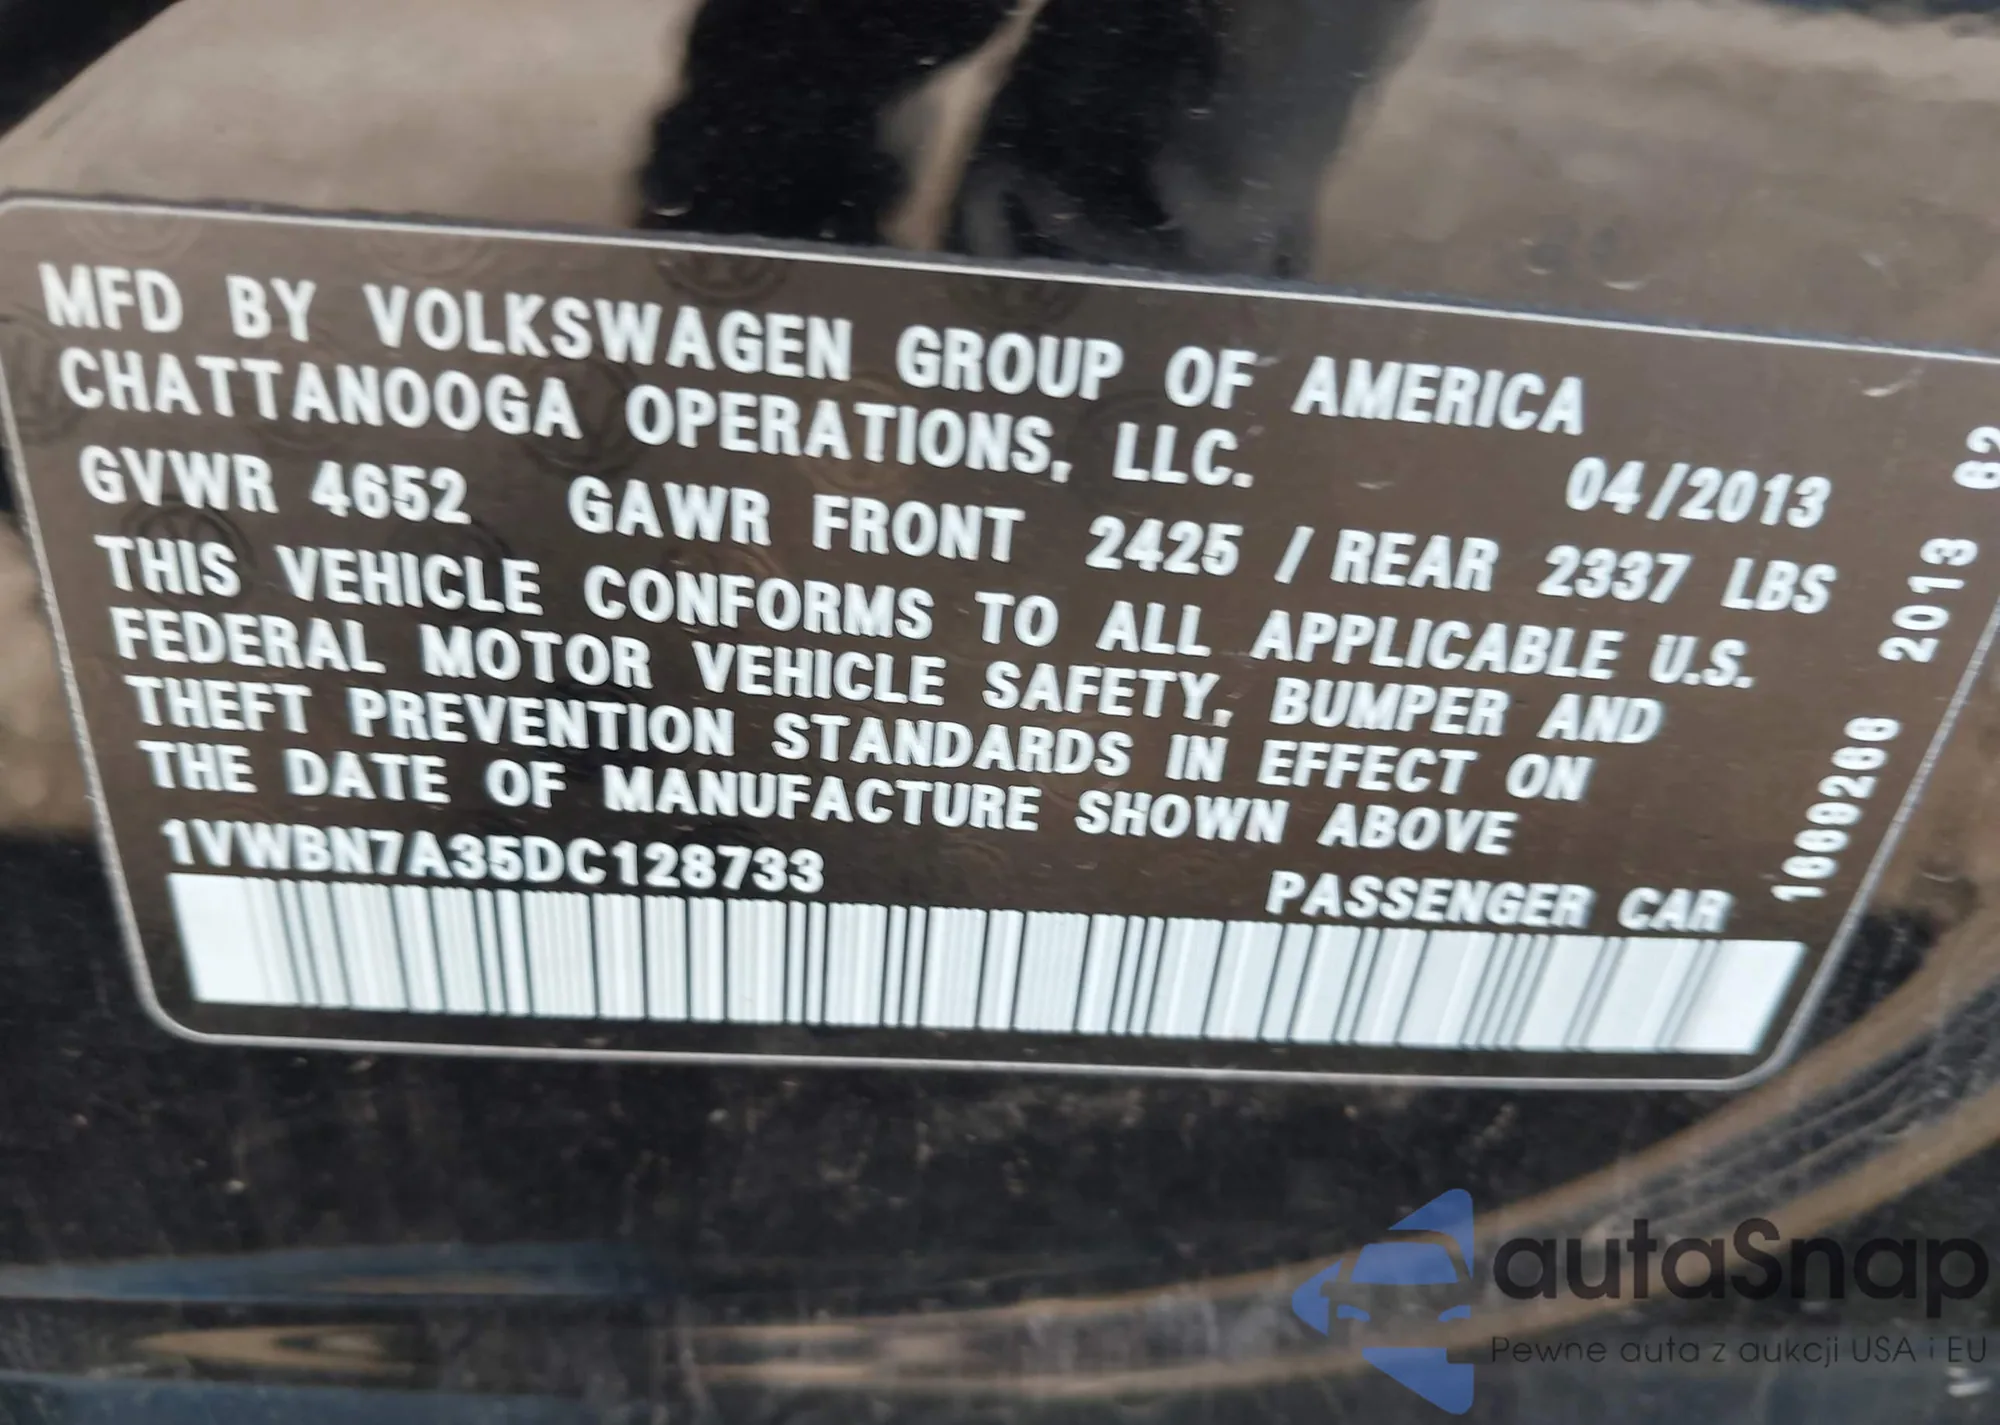 MFD BY VOLKSWAGEN GROUP OF AMERICA
CHATTANOOGA OPERATIONS, LLC.
04/2013
GVWR 4652 GAWR FRONT 2425 / REAR 2337 LBS
THIS VEHICLE CONFORMS TO ALL APPLICABLE U.S.
FEDERAL MOTOR VEHICLE SAFETY, BUMPER AND
THEFT PREVENTION STANDARDS IN EFFECT ON
THE DATE OF MANUFACTURE SHOWN ABOVE
1VWBN7A35DC128733 PASSENGER CAR
2013
autaSnap
Pewne auta z aukcji USA i EU